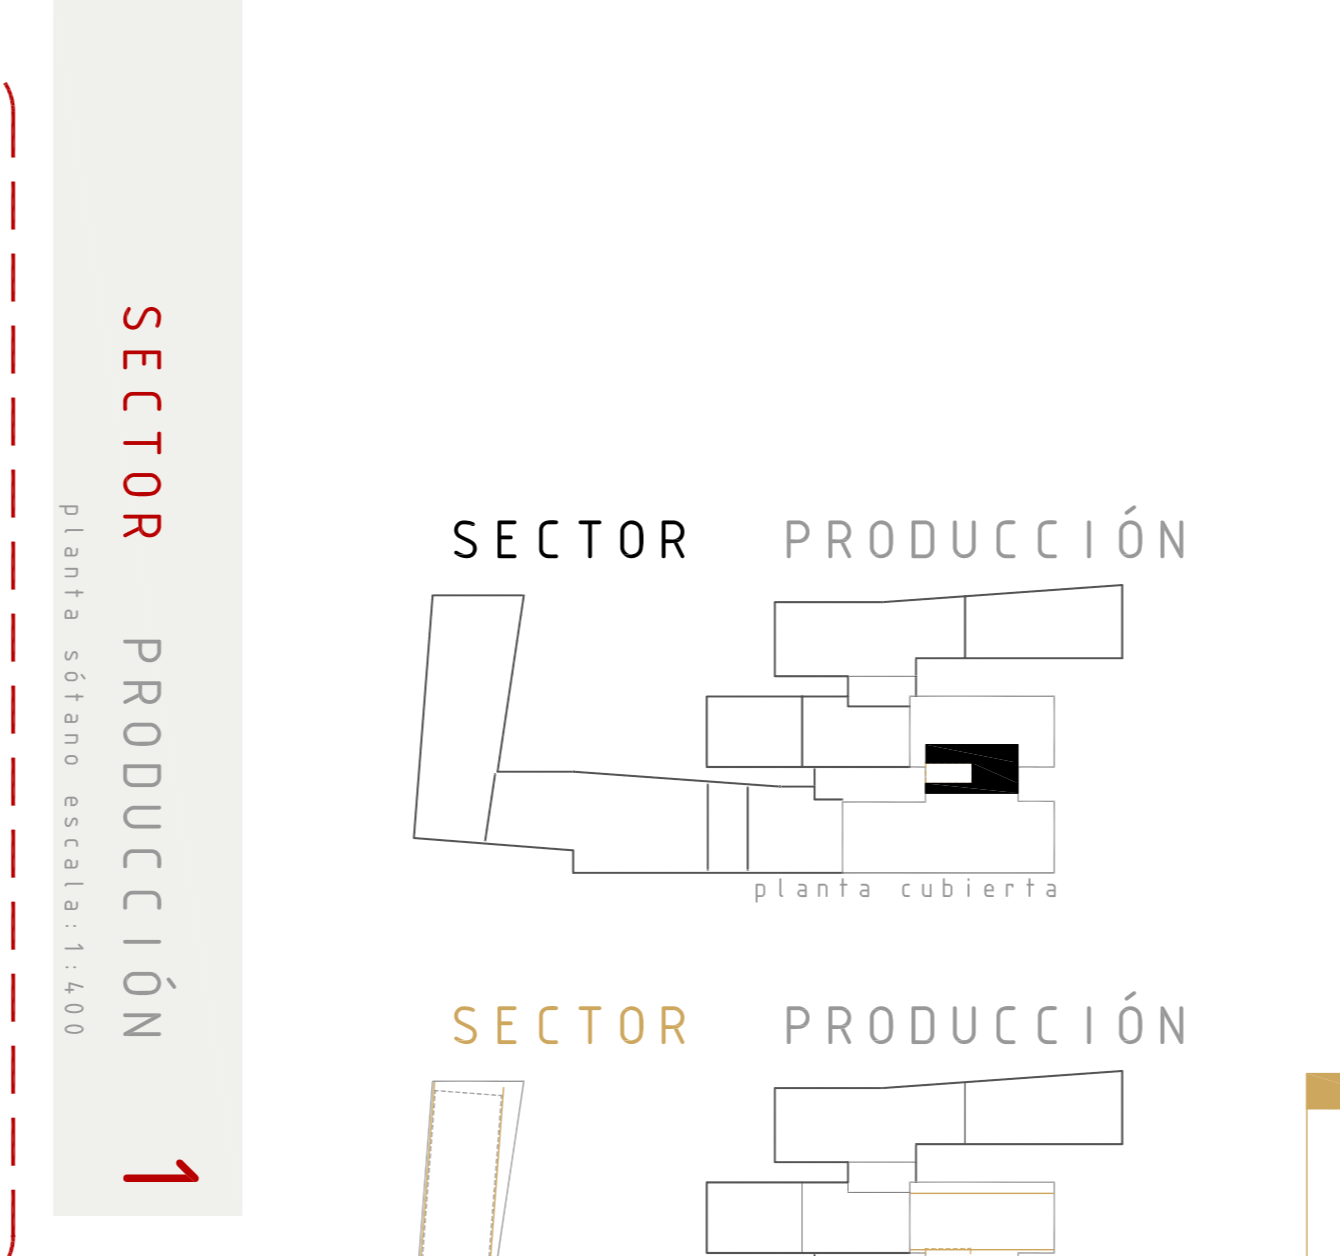 SECTOR PRODUCCIÓN 1
planta sótano escala:1:400
SECTOR PRODUCCIÓN
planta cubierta
SECTOR PRODUCCIÓN